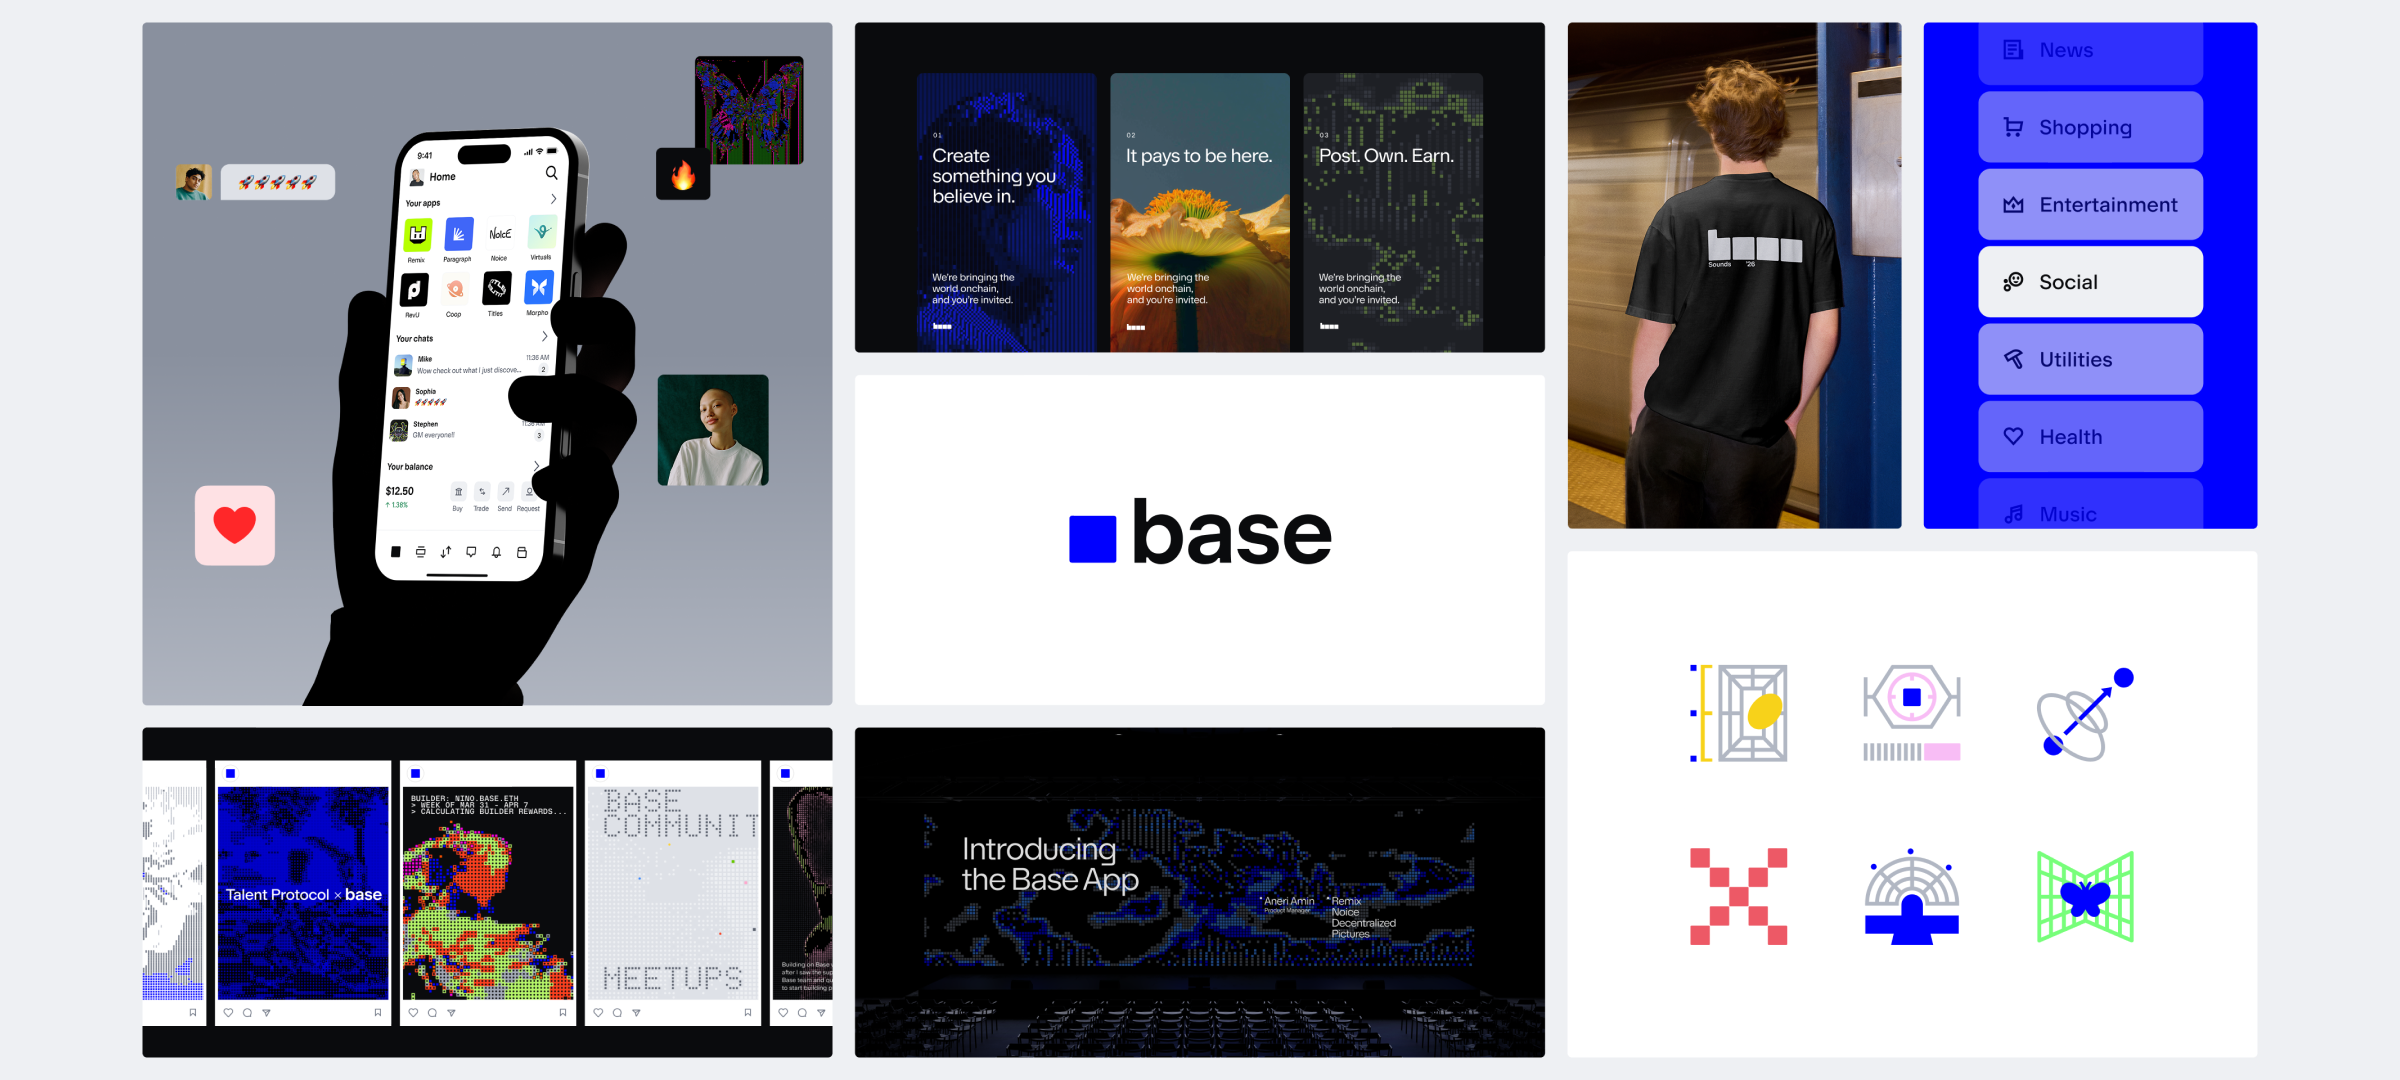 9:41
Home
Your apps
Remix
Paragraph
Noice
Virtuals
RevU
Coop
Titles
Morpho
Your chats
Mike
11:36 AM
Wow check out what I just discove...
2
Sophia
Stephen
GM everyone!!
3
Your balance
$12.50
↑ 1.38%
Buy
Trade
Send
Request
01
Create
something you
believe in.
We're bringing the
world onchain,
and you're invited.
02
It pays to be here.
We're bringing the
world onchain,
and you're invited.
03
Post. Own. Earn.
We're bringing the
world onchain,
and you're invited.
base
Sounds '26
News
Shopping
Entertainment
Social
Utilities
Health
Music
Talent Protocol × base
BUILDER: NINO.BASE.ETH
> WEEK OF MAR 31 - APR 7
> CALCULATING BUILDER REWARDS...
BASE
COMMUNIT
MEETUPS
Building on Base
after I saw the sup
Base team and qu
to start building p
Introducing
the Base App
Aneri Amin
Product Manager
Remix
Noice
Decentralized
Pictures